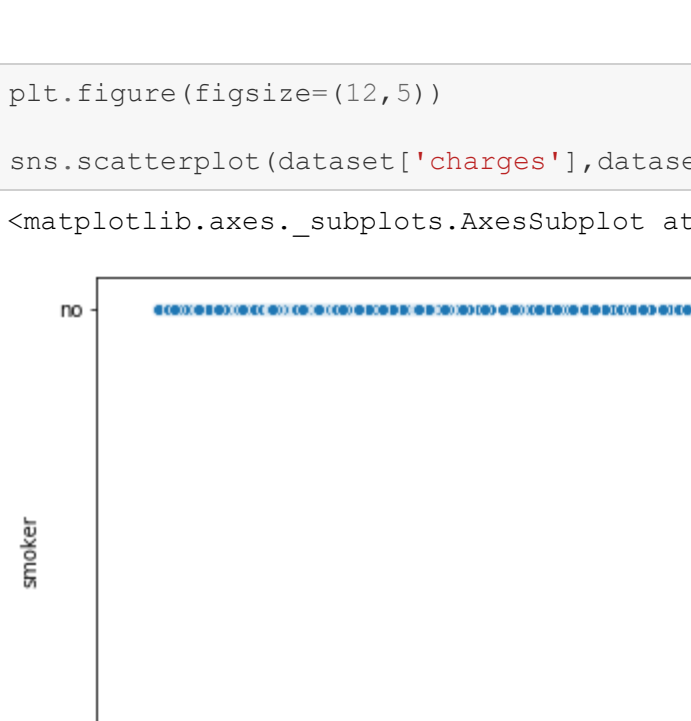 plt.figure(figsize=(12,5))
sns.scatterplot(dataset['charges'],datase
<matplotlib.axes._subplots.AxesSubplot at
no
smoker